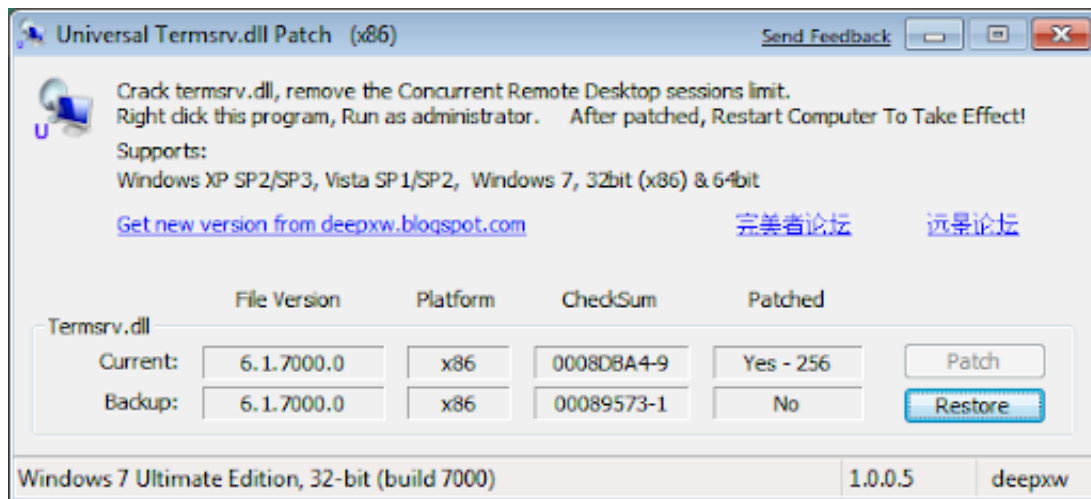 Universal Termsrv.dll Patch (x86)
Send Feedback
Crack termsrv.dll, remove the Concurrent Remote Desktop sessions limit.
Right click this program, Run as administrator. After patched, Restart Computer To Take Effect!
U
Supports:
Windows XP SP2/SP3, Vista SP1/SP2, Windows 7, 32bit (x86) & 64bit
Get new version from deepxw.blogspot.com 完美者论坛 远景论坛
File Version Platform CheckSum Patched
Termsrv.dll
Current: 6.1.7000.0 x86 0008DBA4-9 Yes - 256 Patch
Backup: 6.1.7000.0 x86 00089573-1 No Restore
Windows 7 Ultimate Edition, 32-bit (build 7000) 1.0.0.5 deepxw